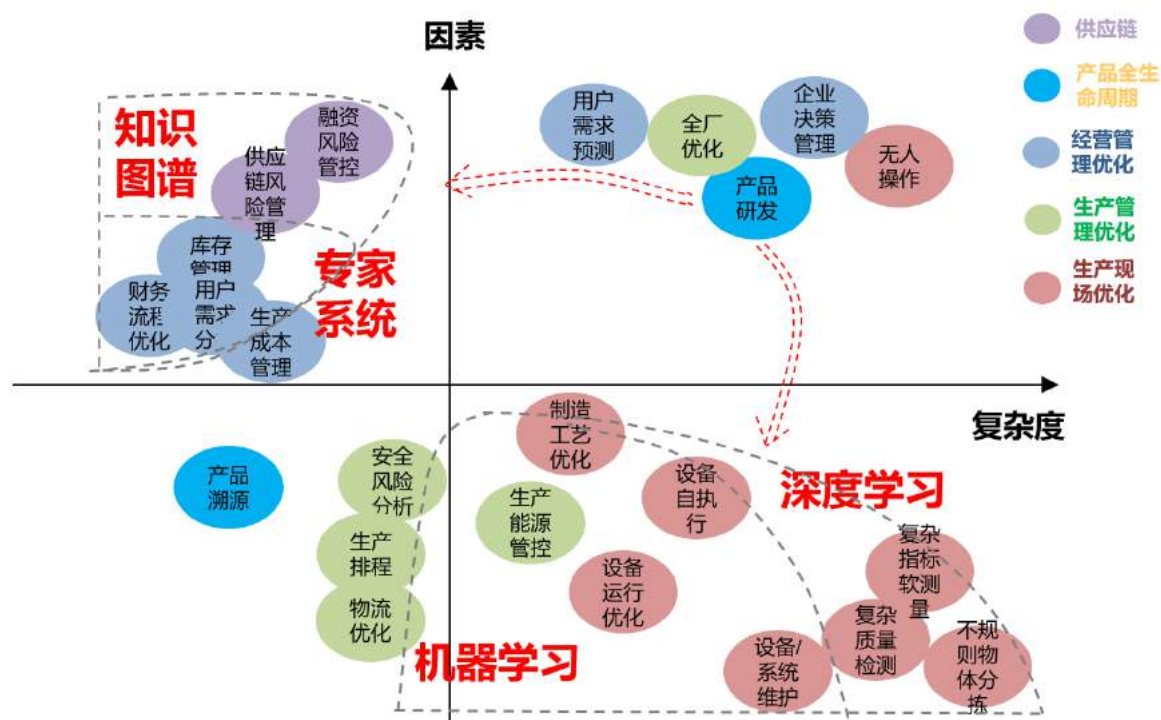 因素
供应链
产品全生
命周期
经营管
理优化
生产管
理优化
生产现
场优化
知识
图谱
融资
风险
管控
供应
链风
险管
理
库存
管理
专家
系统
财务
流程
优化
用户
需求
分
生产
成本
管理
用户
需求
预测
全厂
优化
企业
决策
管理
无人
操作
产品
研发
复杂度
产品
溯源
安全
风险
分析
生产
排程
物流
优化
机器学习
制造
工艺
优化
生产
能源
管控
设备
自执
行
设备
运行
优化
设备/
系统
维护
深度学习
复杂
指标
软测
量
复杂
质量
检测
不规
则物
体分
拣